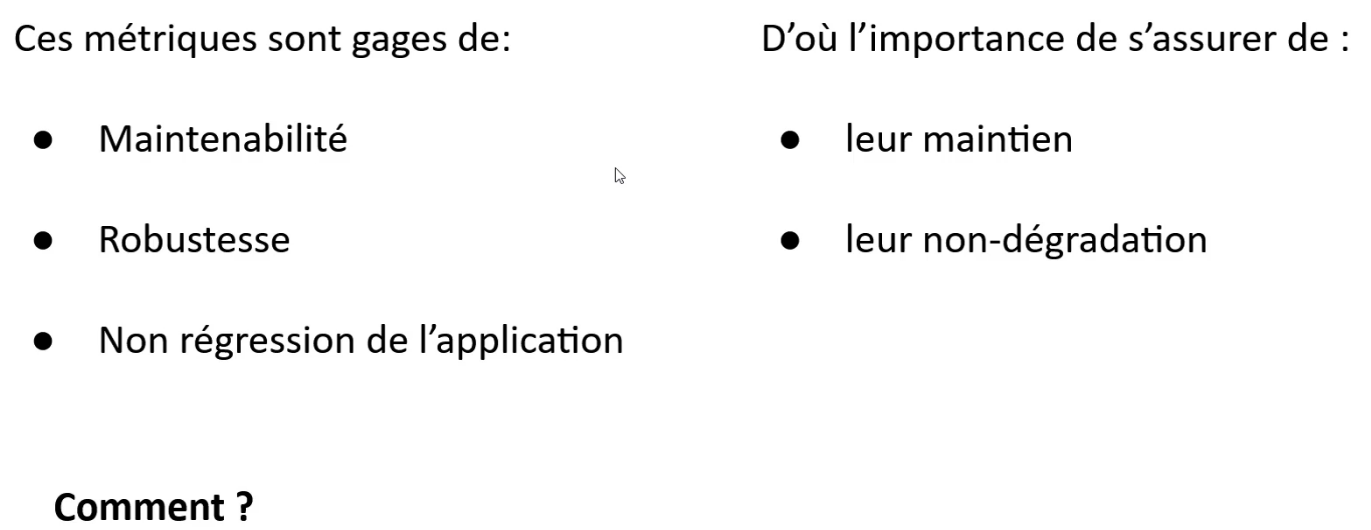 Ces métriques sont gages de:
● Maintenabilité
● Robustesse
● Non régression de l’application
D’où l’importance de s’assurer de :
● leur maintien
● leur non-dégradation
Comment ?